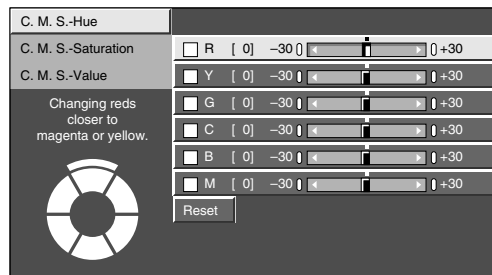 C. M. S.-Hue
C. M. S.-Saturation
C. M. S.-Value
Changing reds
closer to
magenta or yellow.
R [ 0] –30 +30
Y [ 0] –30 +30
G [ 0] –30 +30
C [ 0] –30 +30
B [ 0] –30 +30
M [ 0] –30 +30
Reset